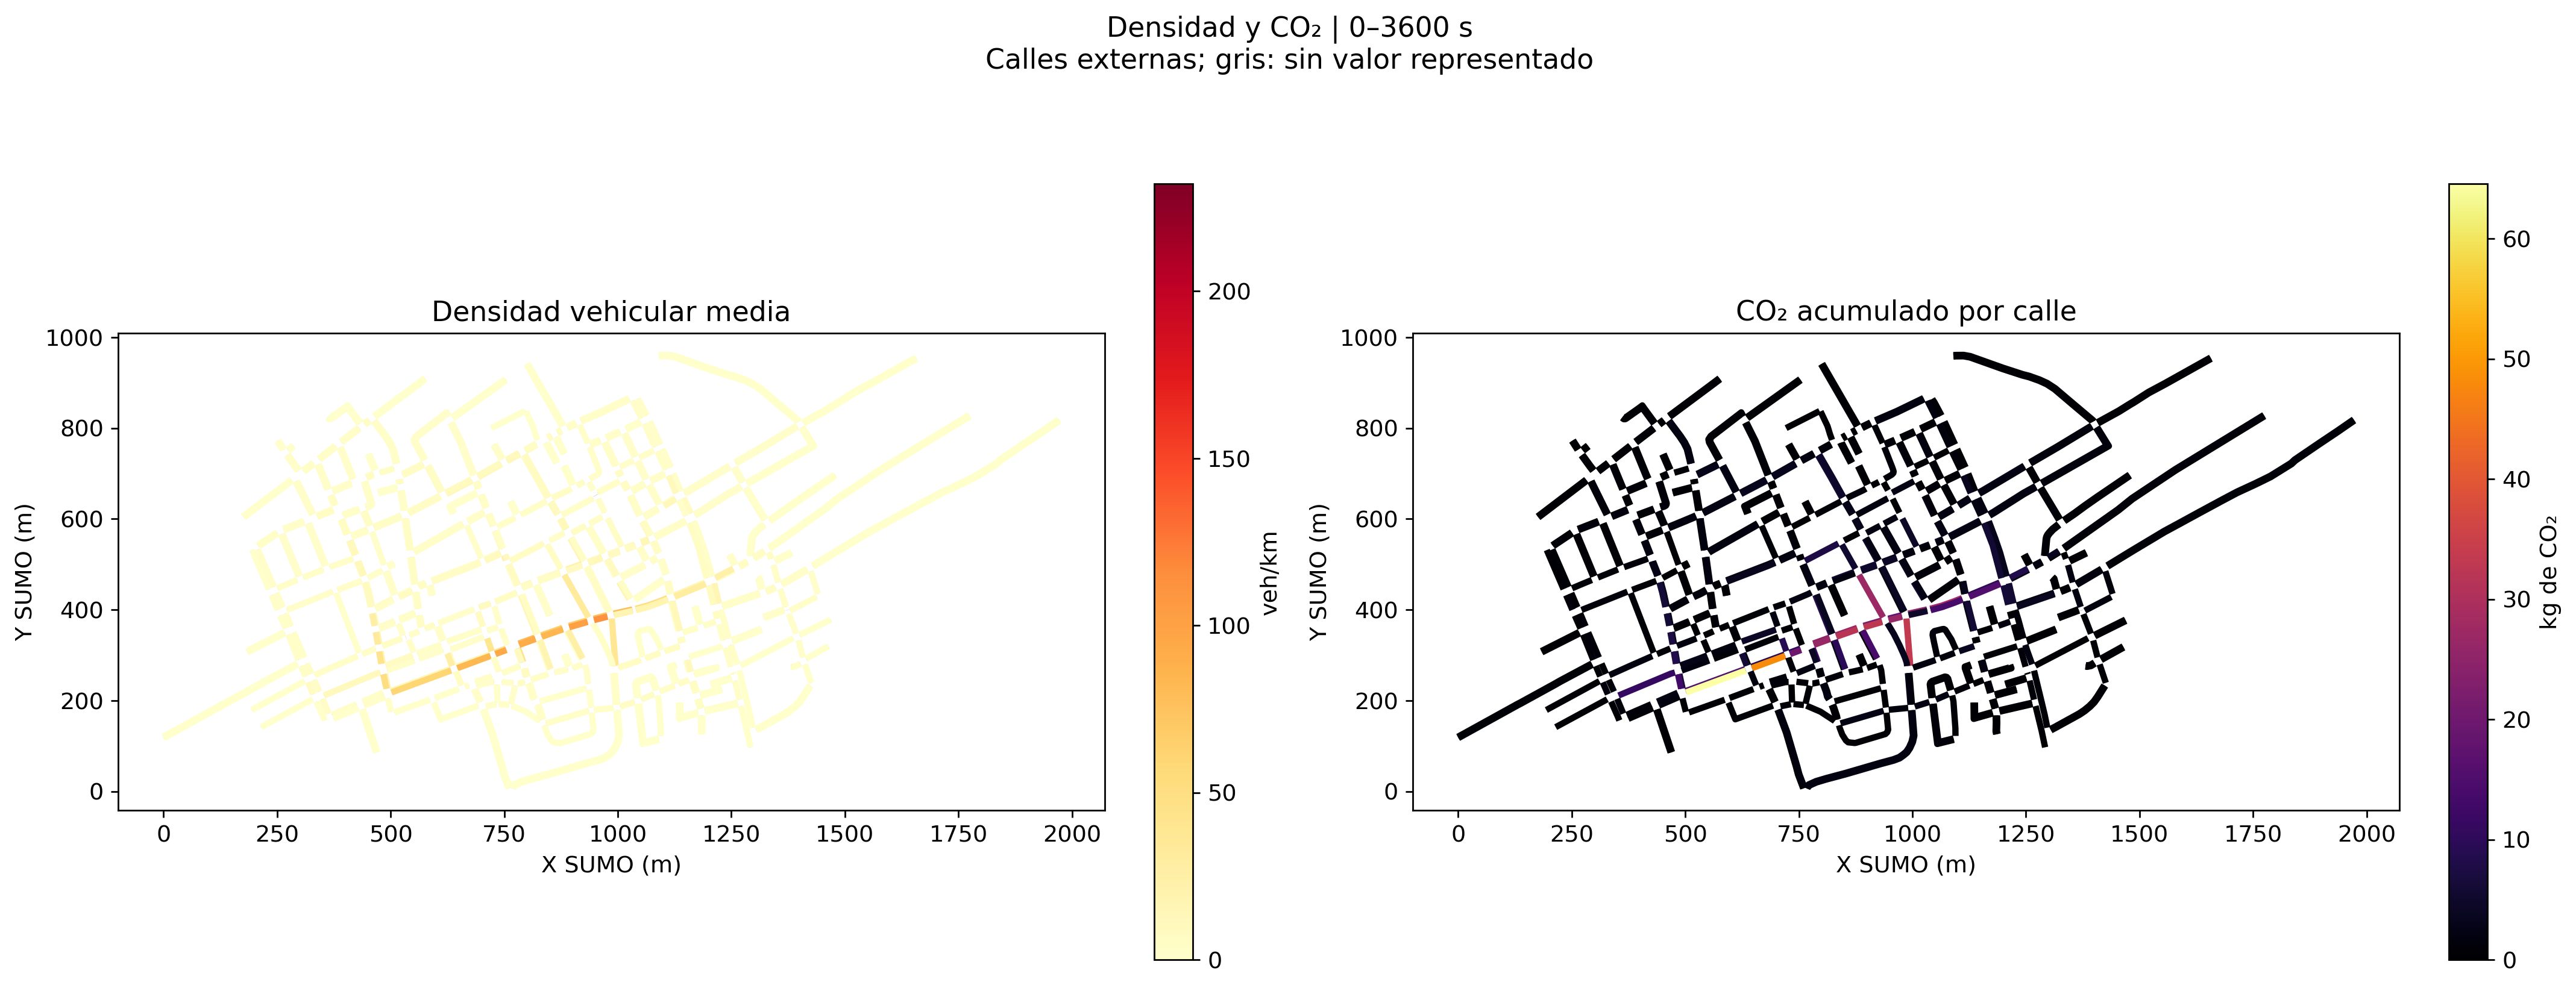 Densidad y CO₂ | 0–3600 s
Calles externas; gris: sin valor representado
Densidad vehicular media
1000
800
600
400
200
0
Y SUMO (m)
0 250 500 750 1000 1250 1500 1750 2000
X SUMO (m)
200
150
100
50
0
veh/km
CO₂ acumulado por calle
1000
800
600
400
200
0
Y SUMO (m)
0 250 500 750 1000 1250 1500 1750 2000
X SUMO (m)
60
50
40
30
20
10
0
kg de CO₂